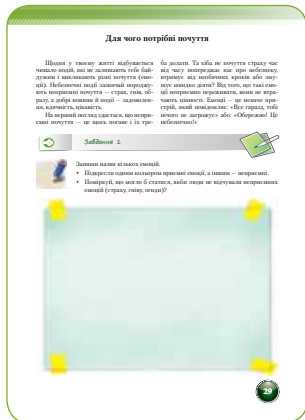 Для чого потрібні почуття
Щодня у твоєму житті відбувається
чимало подій, які не залишають тебе бай-
дужим і викликають різні почуття (емо-
ції). Небезпечні події зазвичай породжу-
ють неприємні почуття — страх, гнів, об-
разу, а добрі новини й події — задоволен-
ня, вдячність, цікавість.
На перший погляд здається, що непри-
ємні почуття — це щось погане і їх тре-
ба долати. Та хіба не почуття страху час
від часу попереджає нас про небезпеку,
втримує від необачних кроків або зму-
шує швидко діяти? Від того, що такі емо-
ції неприємно переживати, вони не втра-
чають цінності. Емоції — це неначе при-
стрій, який повідомляє: «Все гаразд, тобі
нічого не загрожує» або: «Обережно! Це
небезпечно!»
Завдання 1
Запиши назви кількох емоцій.
• Підкресли одним кольором приємні емоції, а іншим — неприємні.
• Поміркуй, що могло б статися, якби люди не відчували неприємних
емоцій (страху, гніву, огиди)?
29